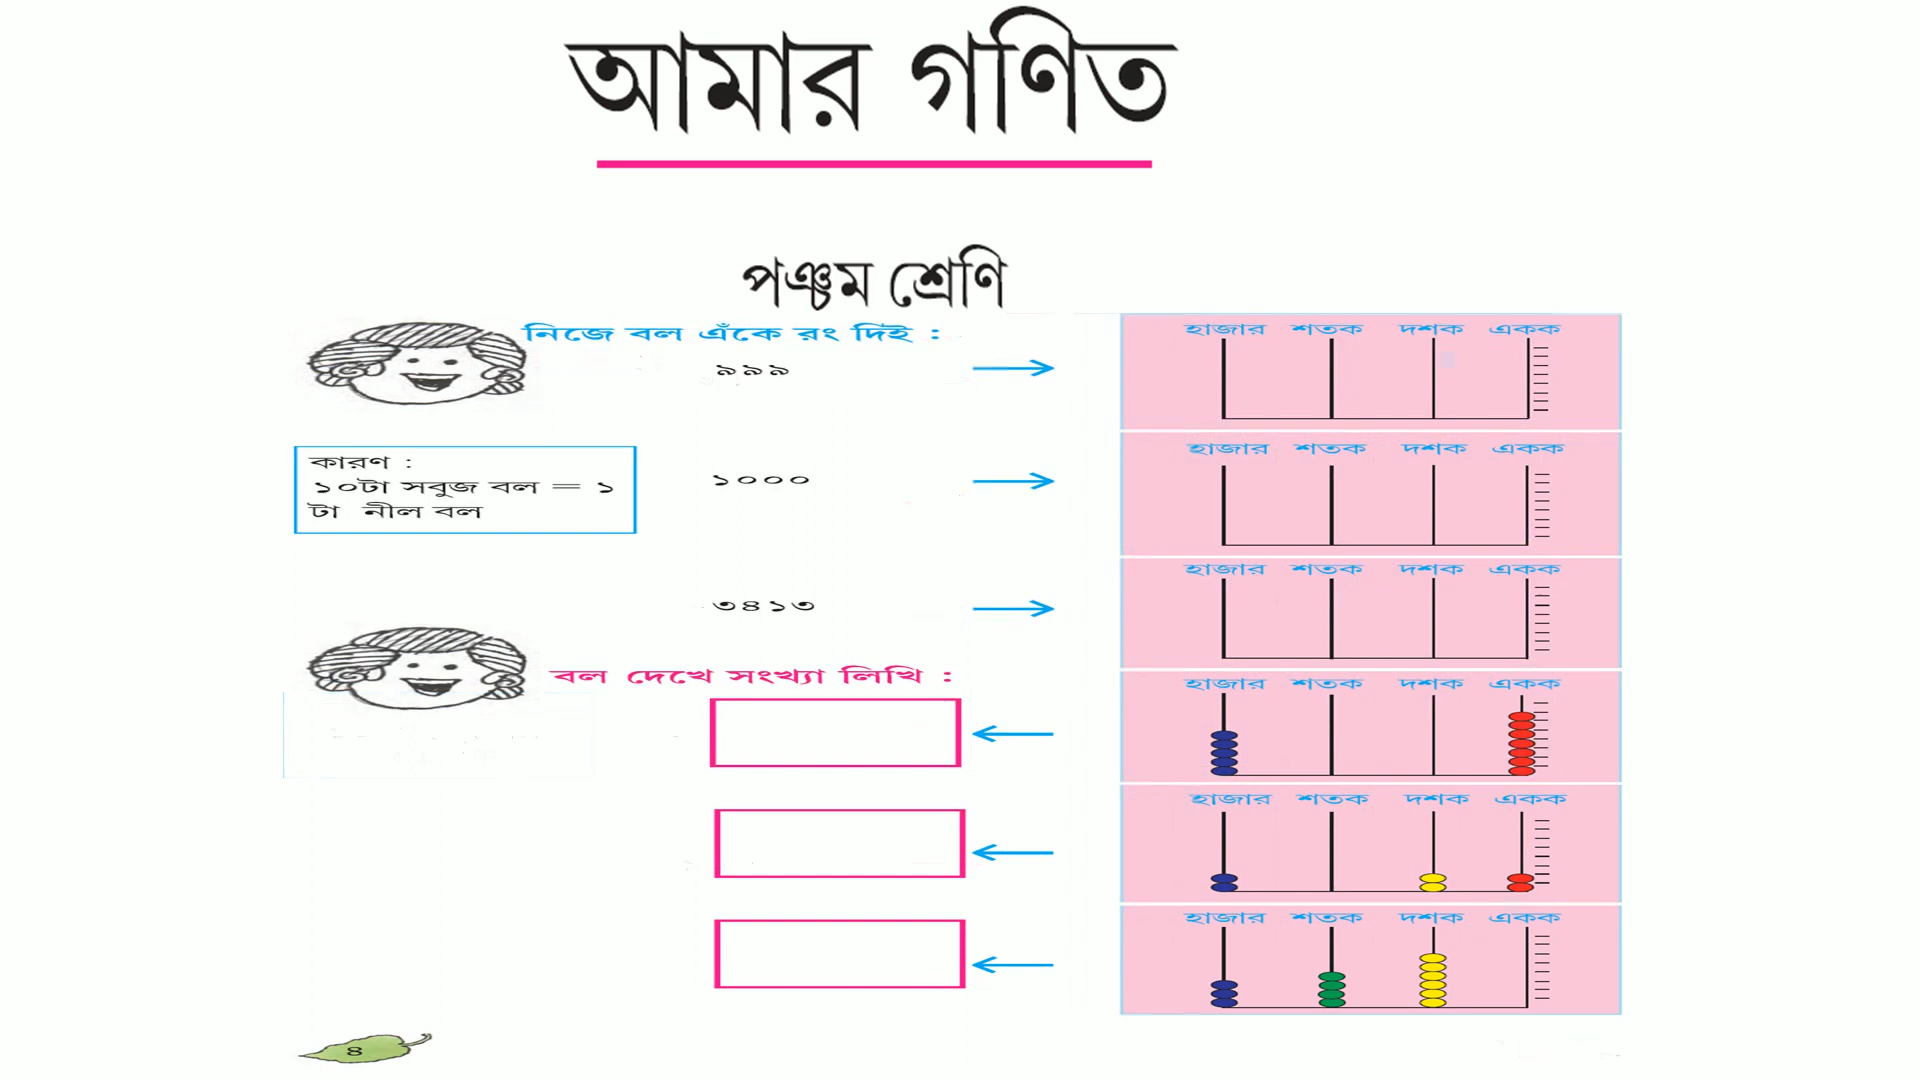 আমার গণিত
পঞ্চম শ্রেণি
নিজে বল এঁকে রং দিই :
৯৯৯
হাজার শতক দশক একক
কারণ :
১০টা সবুজ বল = ১
টা নীল বল
১০০০
হাজার শতক দশক একক
৩৪১৩
হাজার শতক দশক একক
বল দেখে সংখ্যা লিখি :
হাজার শতক দশক একক
হাজার শতক দশক একক
হাজার শতক দশক একক
৪